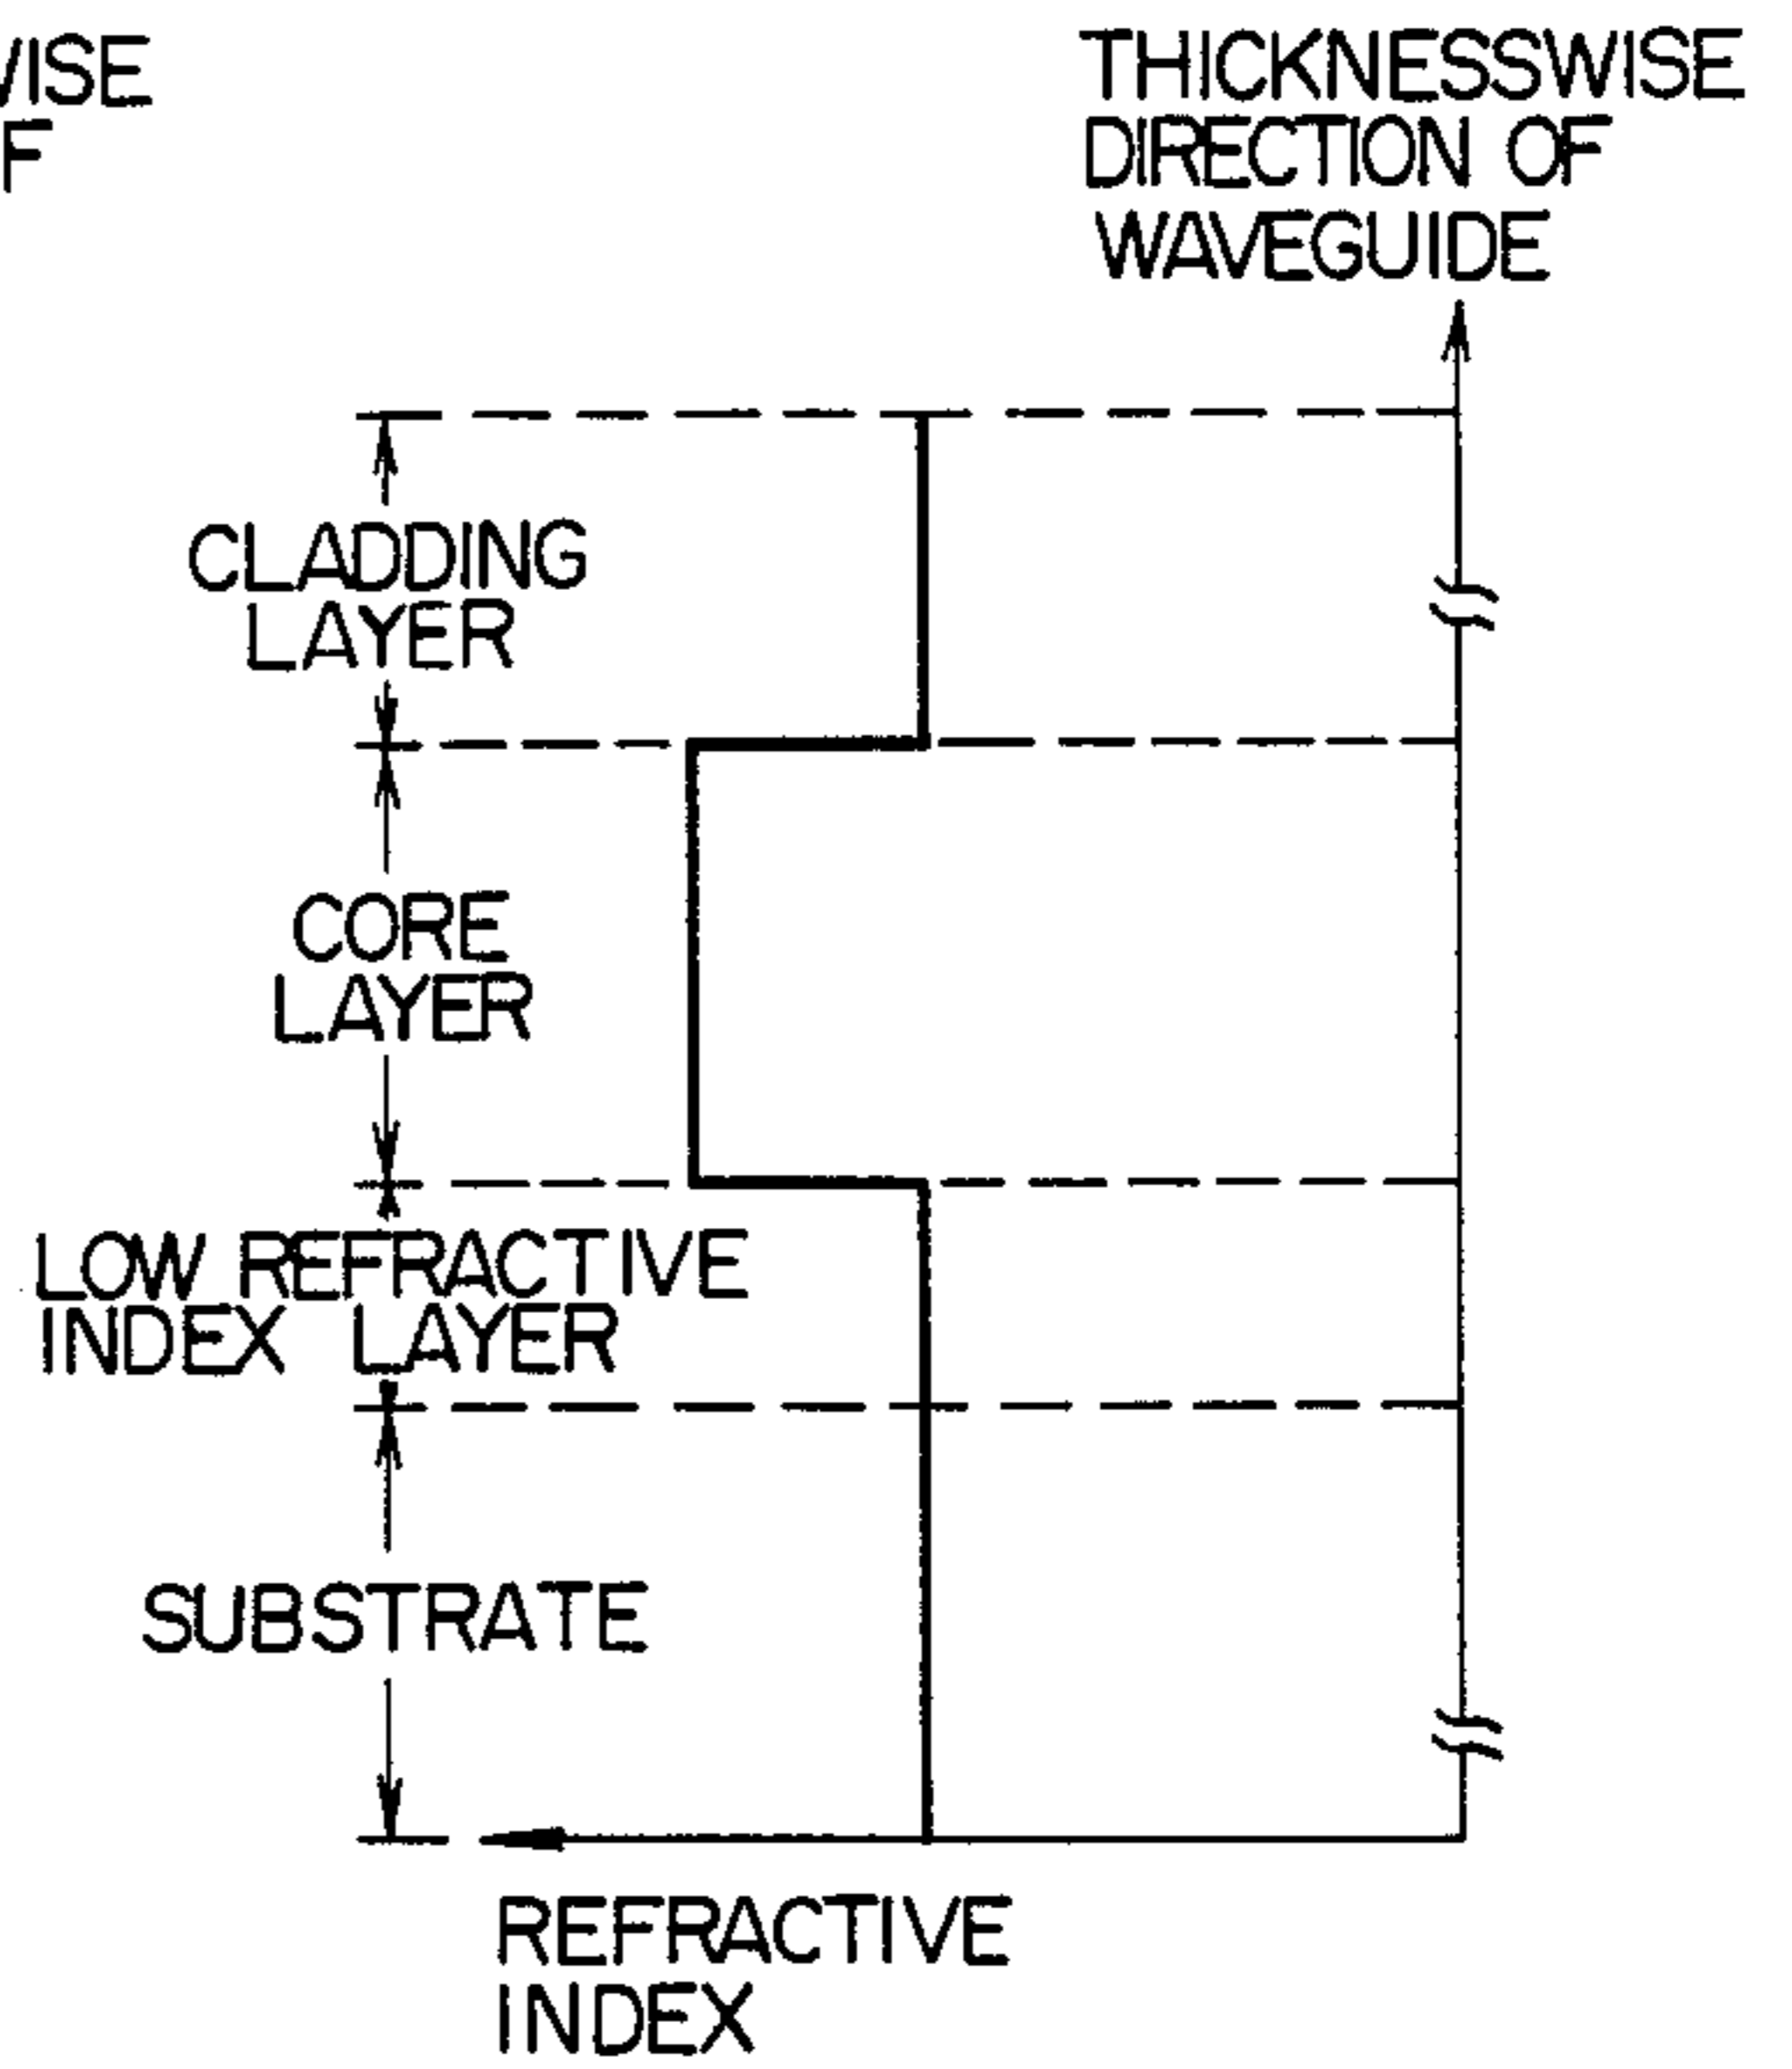 THICKNESSWISE
DIRECTION OF
WAVEGUIDE
CLADDING
LAYER
CORE
LAYER
LOW REFRACTIVE
INDEX LAYER
SUBSTRATE
REFRACTIVE
INDEX